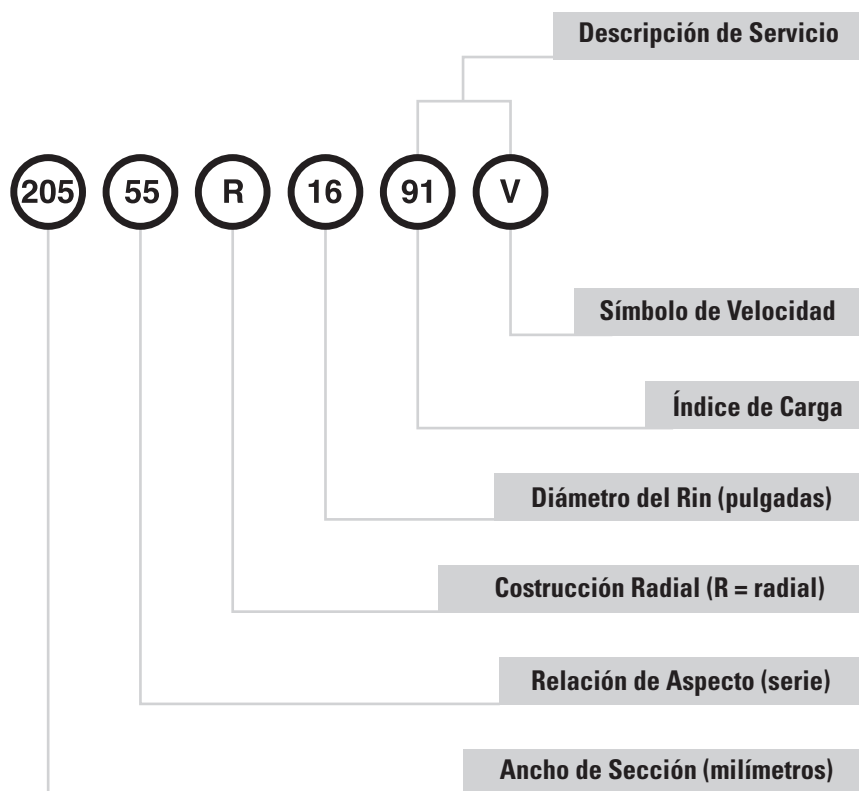 Descripción de Servicio
205 55 R 16 91 V
Símbolo de Velocidad
Índice de Carga
Diámetro del Rin (pulgadas)
Costrucción Radial (R = radial)
Relación de Aspecto (serie)
Ancho de Sección (milímetros)